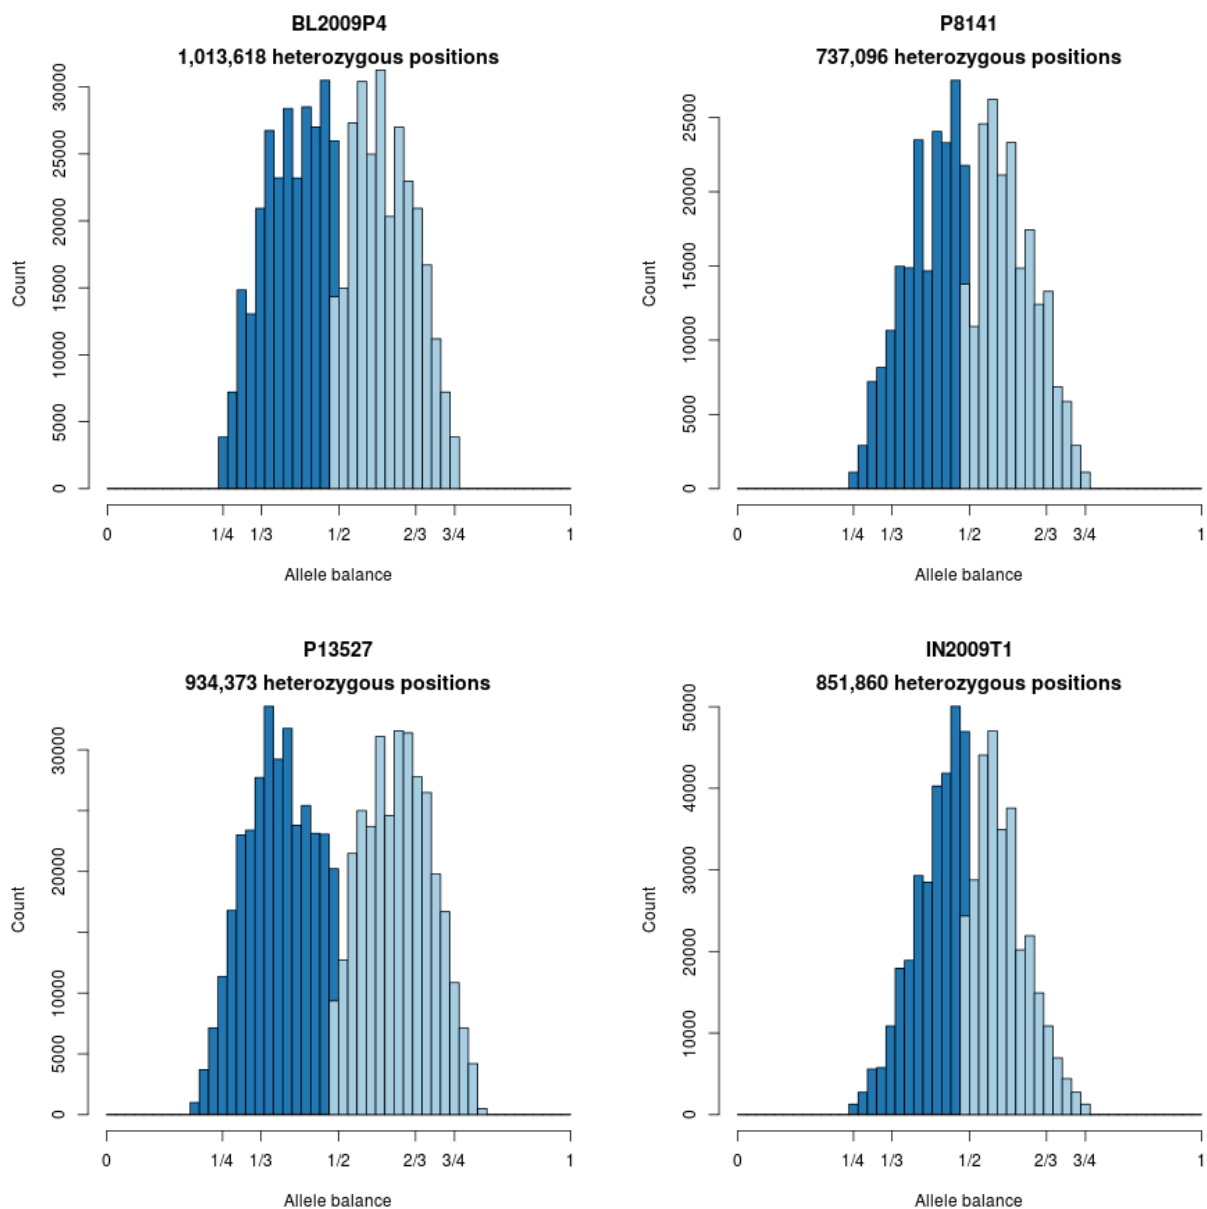 BL2009P4
1,013,618 heterozygous positions
Count
0 5000 10000 15000 20000 25000 30000
0 1/4 1/3 1/2 2/3 3/4 1
Allele balance
P8141
737,096 heterozygous positions
Count
0 5000 10000 15000 20000 25000
0 1/4 1/3 1/2 2/3 3/4 1
Allele balance
P13527
934,373 heterozygous positions
Count
0 5000 10000 20000 30000
0 1/4 1/3 1/2 2/3 3/4 1
Allele balance
IN2009T1
851,860 heterozygous positions
Count
0 10000 20000 30000 40000 50000
0 1/4 1/3 1/2 2/3 3/4 1
Allele balance